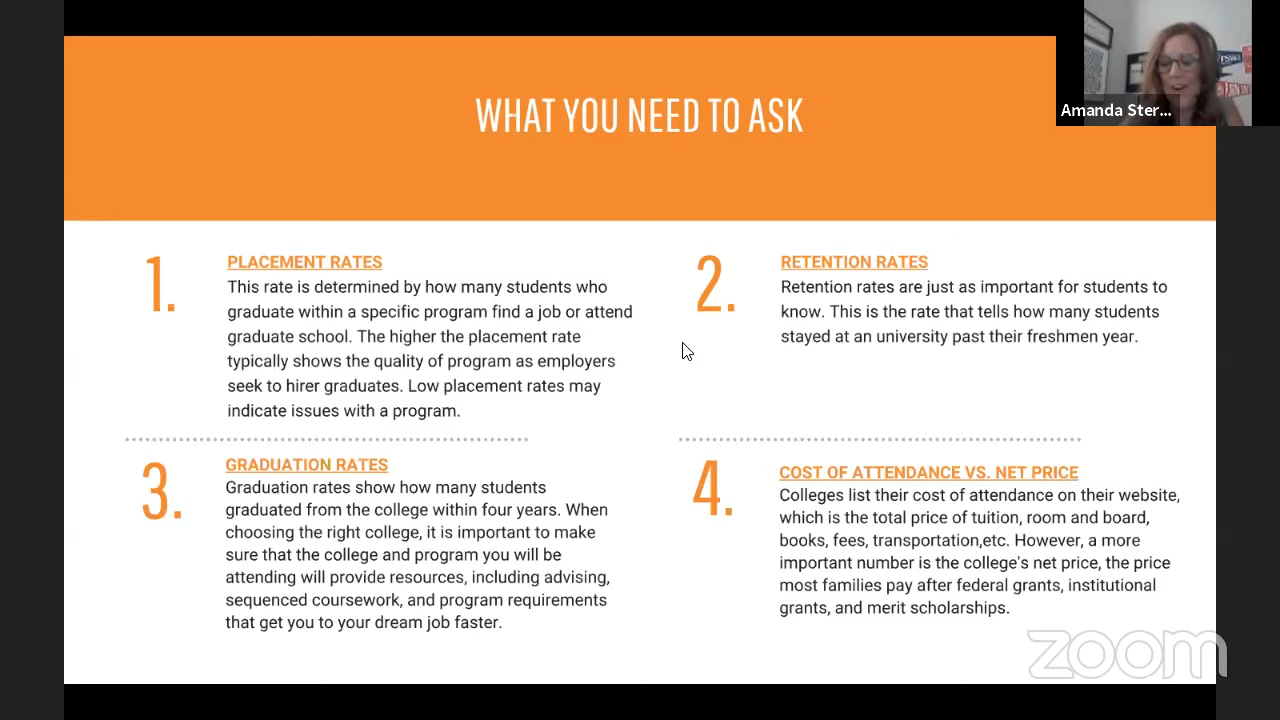 WHAT YOU NEED TO ASK
Amanda Ster...
1.
PLACEMENT RATES
This rate is determined by how many students who
graduate within a specific program find a job or attend
graduate school. The higher the placement rate
typically shows the quality of program as employers
seek to hirer graduates. Low placement rates may
indicate issues with a program.
2.
RETENTION RATES
Retention rates are just as important for students to
know. This is the rate that tells how many students
stayed at an university past their freshmen year.
3.
GRADUATION RATES
Graduation rates show how many students
graduated from the college within four years. When
choosing the right college, it is important to make
sure that the college and program you will be
attending will provide resources, including advising,
sequenced coursework, and program requirements
that get you to your dream job faster.
4.
COST OF ATTENDANCE VS. NET PRICE
Colleges list their cost of attendance on their website,
which is the total price of tuition, room and board,
books, fees, transportation,etc. However, a more
important number is the college's net price, the price
most families pay after federal grants, institutional
grants, and merit scholarships.
zoom